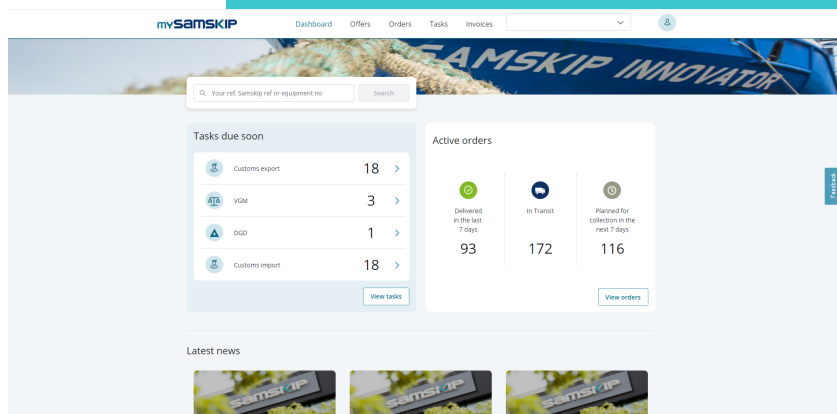 mySAMSKIP
Dashboard Offers Orders Tasks Invoices
SAMSKIP INNOVATOR
Your ref, Samskip ref or equipment no Search
Tasks due soon
Customs export 18
VGM 3
DGD 1
Customs import 18
View tasks
Active orders
Delivered
in the last
7 days
93
In Transit
172
Planned for
collection in the
next 7 days
116
View orders
Feedback
Latest news
samskip
samskip
samskip